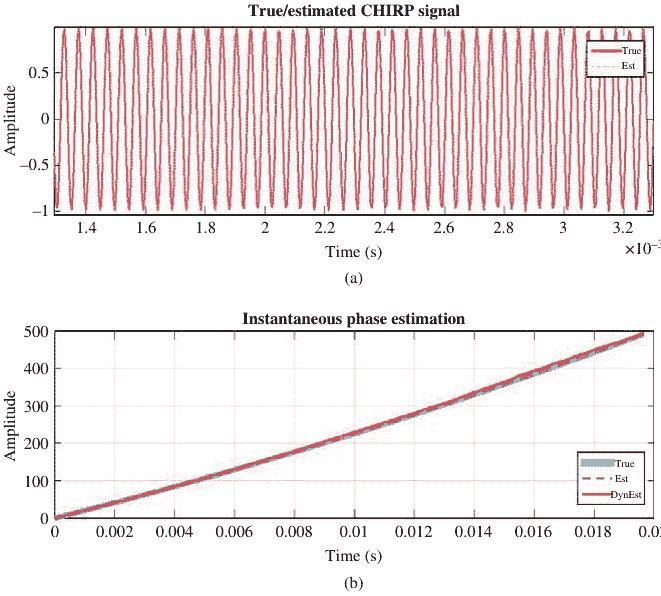 True/estimated CHIRP signal
True
Est
Amplitude
0.5
0
−0.5
−1
1.4 1.6 1.8 2 2.2 2.4 2.6 2.8 3 3.2
×10⁻³
Time (s)
(a)
Instantaneous phase estimation
Amplitude
500
400
300
200
100
0
True
Est
DynEst
0 0.002 0.004 0.006 0.008 0.01 0.012 0.014 0.016 0.018
Time (s)
(b)